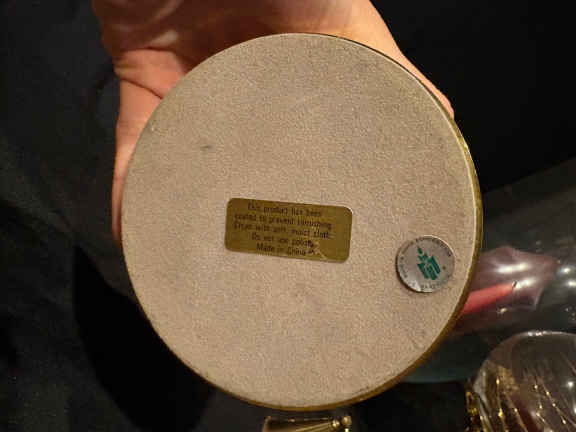 This product has been
coated to prevent tarnishing.
Clean with soft, moist cloth.
Do not use polish.
Made in China